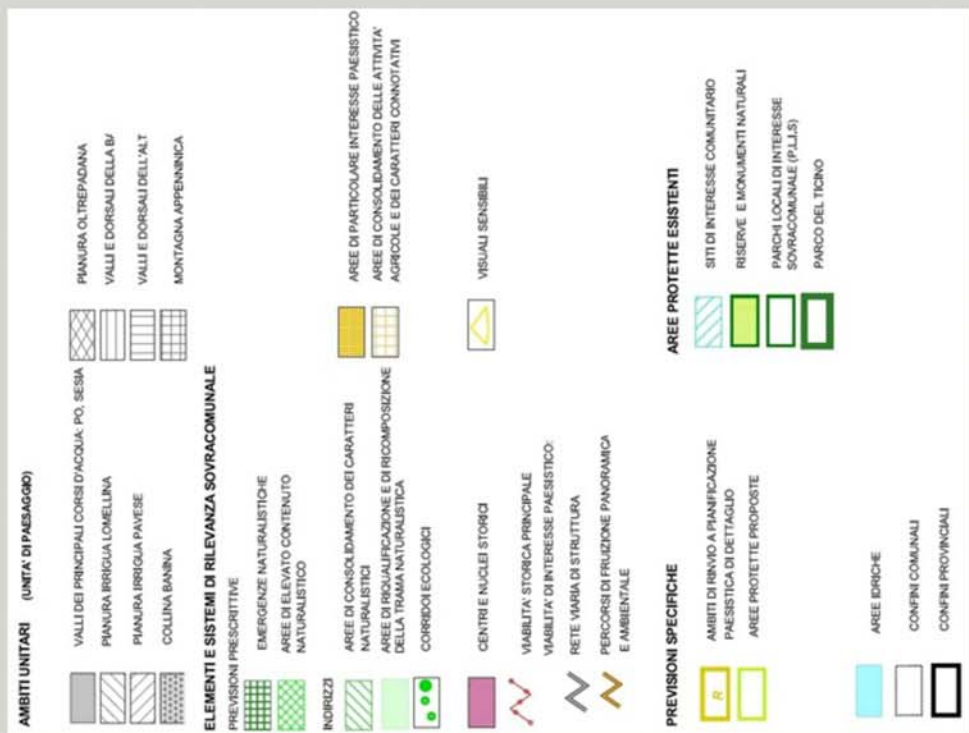 AMBITI UNITARI (UNITA' DI PAESAGGIO)
VALLI DEI PRINCIPALI CORSI D'ACQUA: PO, SESIA
PIANURA IRRIGUA LOMELLINA
PIANURA IRRIGUA PAVESE
COLLINA BANINA
PIANURA OLTREPADANA
VALLI E DORSALI DELLA BA
VALLI E DORSALI DELL'ALT
MONTAGNA APPENNINICA
ELEMENTI E SISTEMI DI RILEVANZA SOVRACOMUNALE
PREVISIONI PRESCRITTIVE
EMERGENZE NATURALISTICHE
AREE DI ELEVATO CONTENUTO
NATURALISTICO
INDIRIZZI
AREE DI CONSOLIDAMENTO DEI CARATTERI
NATURALISTICI
AREE DI RIQUALIFICAZIONE E DI RICOMPOSIZIONE
DELLA TRAMA NATURALISTICA
CORRIDOI ECOLOGICI
AREE DI PARTICOLARE INTERESSE PAESISTICO
AREE DI CONSOLIDAMENTO DELLE ATTIVITA'
AGRICOLE E DEI CARATTERI CONNOTATIVI
CENTRI E NUCLEI STORICI
VISUALI SENSIBILI
VIABILITA' STORICA PRINCIPALE
VIABILITA' DI INTERESSE PAESISTICO:
RETE VIARIA DI STRUTTURA
PERCORSI DI FRUIZIONE PANORAMICA
E AMBIENTALE
PREVISIONI SPECIFICHE
R
AMBITI DI RINVIO A PIANIFICAZIONE
PAESISTICA DI DETTAGLIO
AREE PROTETTE PROPOSTE
AREE PROTETTE ESISTENTI
SITI DI INTERESSE COMUNITARIO
RISERVE E MONUMENTI NATURALI
PARCHI LOCALI DI INTERESSE
SOVRACOMUNALE (P.L.I.S)
PARCO DEL TICINO
AREE IDRICHE
CONFINI COMUNALI
CONFINI PROVINCIALI